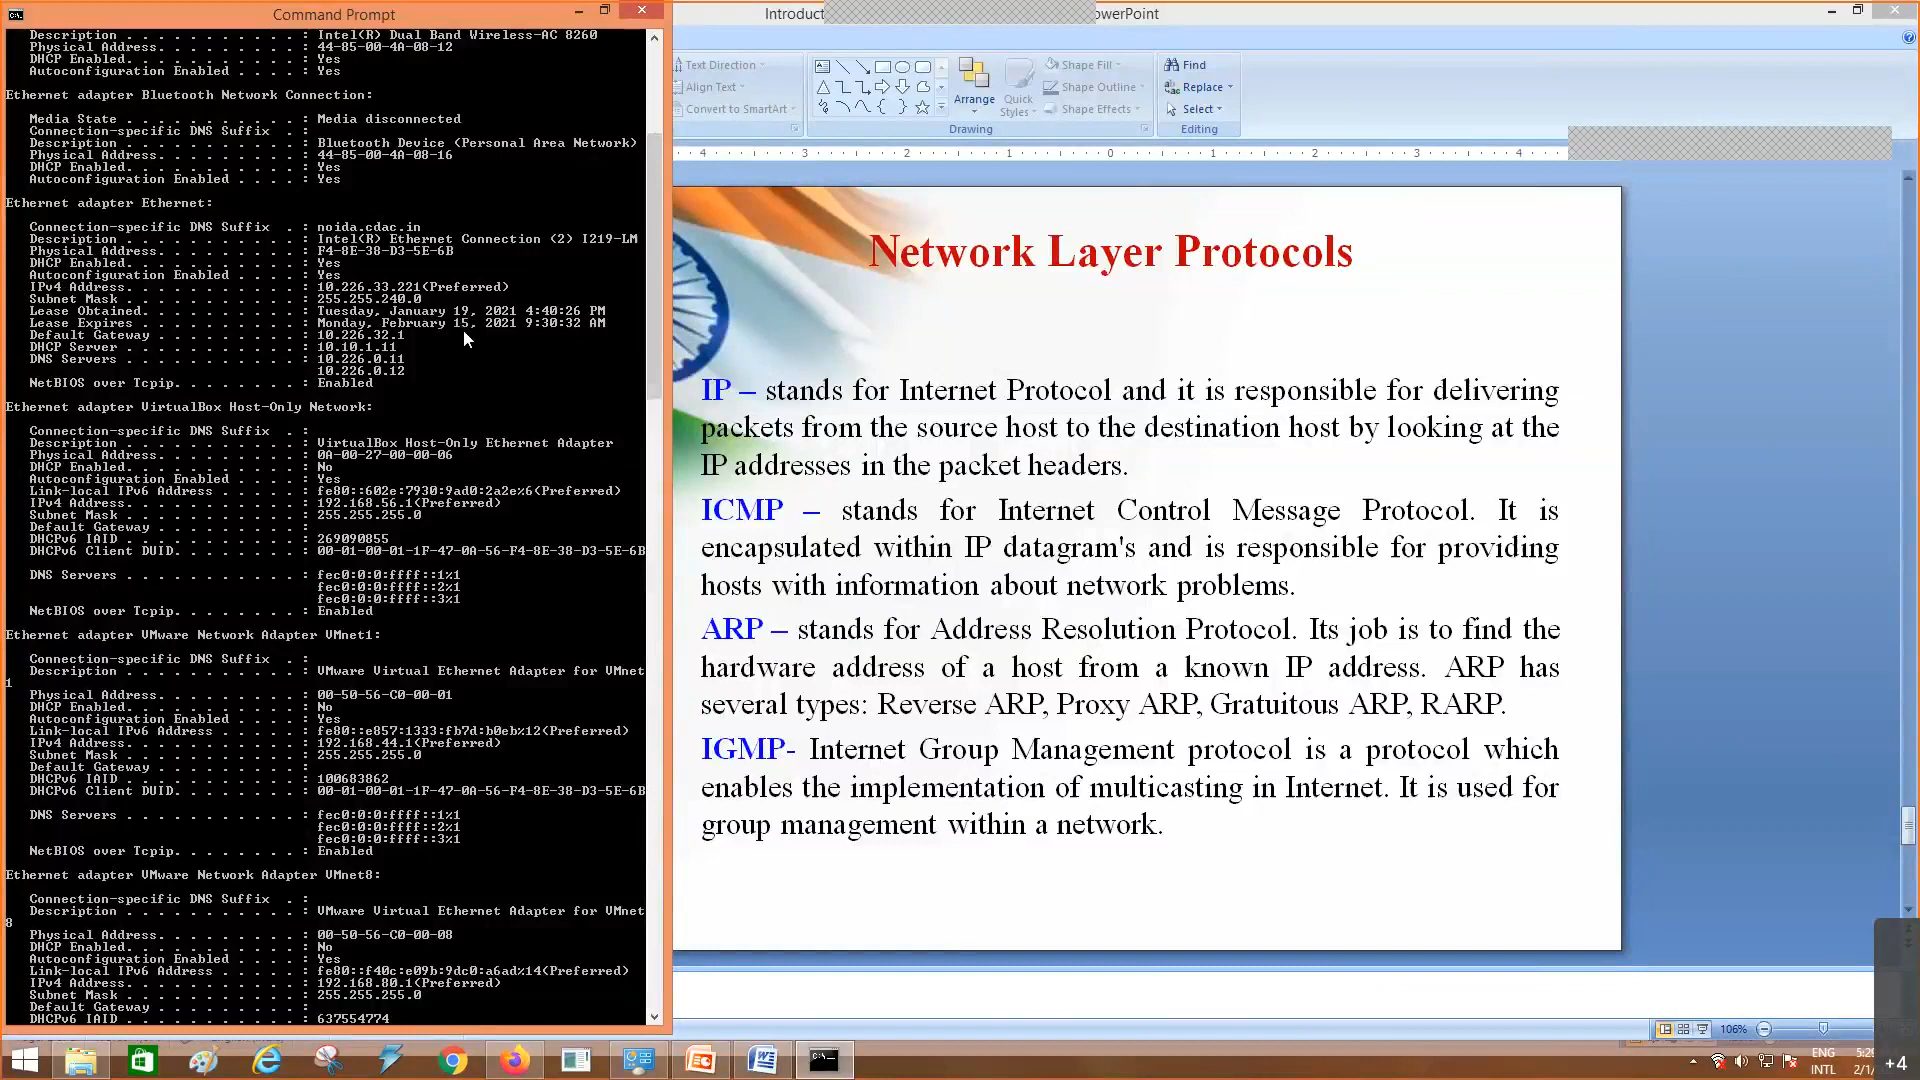 Command Prompt
Description . . . . . . . . . . . : Intel(R) Dual Band Wireless-AC 8260
Physical Address. . . . . . . . . : 44-85-00-4A-08-12
DHCP Enabled. . . . . . . . . . . : Yes
Autoconfiguration Enabled . . . . : Yes
Ethernet adapter Bluetooth Network Connection:
Media State . . . . . . . . . . . : Media disconnected
Connection-specific DNS Suffix  . :
Description . . . . . . . . . . . : Bluetooth Device (Personal Area Network)
Physical Address. . . . . . . . . : 44-85-00-4A-08-16
DHCP Enabled. . . . . . . . . . . : Yes
Autoconfiguration Enabled . . . . : Yes
Ethernet adapter Ethernet:
Connection-specific DNS Suffix  . : noida.cdac.in
Description . . . . . . . . . . . : Intel(R) Ethernet Connection (2) I219-LM
Physical Address. . . . . . . . . : F4-8E-38-D3-5E-6B
DHCP Enabled. . . . . . . . . . . : Yes
Autoconfiguration Enabled . . . . : Yes
IPv4 Address. . . . . . . . . . . : 10.226.33.221(Preferred)
Subnet Mask . . . . . . . . . . . : 255.255.240.0
Lease Obtained. . . . . . . . . . : Tuesday, January 19, 2021 4:40:26 PM
Lease Expires . . . . . . . . . . : Monday, February 15, 2021 9:30:32 AM
Default Gateway . . . . . . . . . : 10.226.32.1
DHCP Server . . . . . . . . . . . : 10.10.1.11
DNS Servers . . . . . . . . . . . : 10.226.0.11
10.226.0.12
NetBIOS over Tcpip. . . . . . . . : Enabled
Ethernet adapter VirtualBox Host-Only Network:
Connection-specific DNS Suffix  . :
Description . . . . . . . . . . . : VirtualBox Host-Only Ethernet Adapter
Physical Address. . . . . . . . . : 0A-00-27-00-00-06
DHCP Enabled. . . . . . . . . . . : No
Autoconfiguration Enabled . . . . : Yes
Link-local IPv6 Address . . . . . : fe80::602e:7930:9ad0:2a2e%6(Preferred)
IPv4 Address. . . . . . . . . . . : 192.168.56.1(Preferred)
Subnet Mask . . . . . . . . . . . : 255.255.255.0
Default Gateway . . . . . . . . . :
DHCPv6 IAID . . . . . . . . . . . : 269090855
DHCPv6 Client DUID. . . . . . . . : 00-01-00-01-1F-47-0A-56-F4-8E-38-D3-5E-6B
DNS Servers . . . . . . . . . . . : fec0:0:0:ffff::1%1
fec0:0:0:ffff::2%1
fec0:0:0:ffff::3%1
NetBIOS over Tcpip. . . . . . . . : Enabled
Ethernet adapter VMware Network Adapter VMnet1:
Connection-specific DNS Suffix  . :
Description . . . . . . . . . . . : VMware Virtual Ethernet Adapter for VMnet
1
Physical Address. . . . . . . . . : 00-50-56-C0-00-01
DHCP Enabled. . . . . . . . . . . : No
Autoconfiguration Enabled . . . . : Yes
Link-local IPv6 Address . . . . . : fe80::e857:1333:fb7d:b0eb%12(Preferred)
IPv4 Address. . . . . . . . . . . : 192.168.44.1(Preferred)
Subnet Mask . . . . . . . . . . . : 255.255.255.0
Default Gateway . . . . . . . . . :
DHCPv6 IAID . . . . . . . . . . . : 100683862
DHCPv6 Client DUID. . . . . . . . : 00-01-00-01-1F-47-0A-56-F4-8E-38-D3-5E-6B
DNS Servers . . . . . . . . . . . : fec0:0:0:ffff::1%1
fec0:0:0:ffff::2%1
fec0:0:0:ffff::3%1
NetBIOS over Tcpip. . . . . . . . : Enabled
Ethernet adapter VMware Network Adapter VMnet8:
Connection-specific DNS Suffix  . :
Description . . . . . . . . . . . : VMware Virtual Ethernet Adapter for VMnet
8
Physical Address. . . . . . . . . : 00-50-56-C0-00-08
DHCP Enabled. . . . . . . . . . . : No
Autoconfiguration Enabled . . . . : Yes
Link-local IPv6 Address . . . . . : fe80::f40c:e09b:9dc0:a6ad%14(Preferred)
IPv4 Address. . . . . . . . . . . : 192.168.80.1(Preferred)
Subnet Mask . . . . . . . . . . . : 255.255.255.0
Default Gateway . . . . . . . . . :
DHCPv6 IAID . . . . . . . . . . . : 637554774
Introduct owerPoint
Text Direction
Align Text
Convert to SmartArt
Arrange
Quick
Styles
Shape Fill
Shape Outline
Shape Effects
Drawing
Find
Replace
Select
Editing
4 3 2 1 0 1 2 3 4
Network Layer Protocols
IP – stands for Internet Protocol and it is responsible for delivering
packets from the source host to the destination host by looking at the
IP addresses in the packet headers.
ICMP – stands for Internet Control Message Protocol. It is
encapsulated within IP datagram's and is responsible for providing
hosts with information about network problems.
ARP – stands for Address Resolution Protocol. Its job is to find the
hardware address of a host from a known IP address. ARP has
several types: Reverse ARP, Proxy ARP, Gratuitous ARP, RARP.
IGMP- Internet Group Management protocol is a protocol which
enables the implementation of multicasting in Internet. It is used for
group management within a network.
106%
ENG
INTL
5:29
2/1/
+4